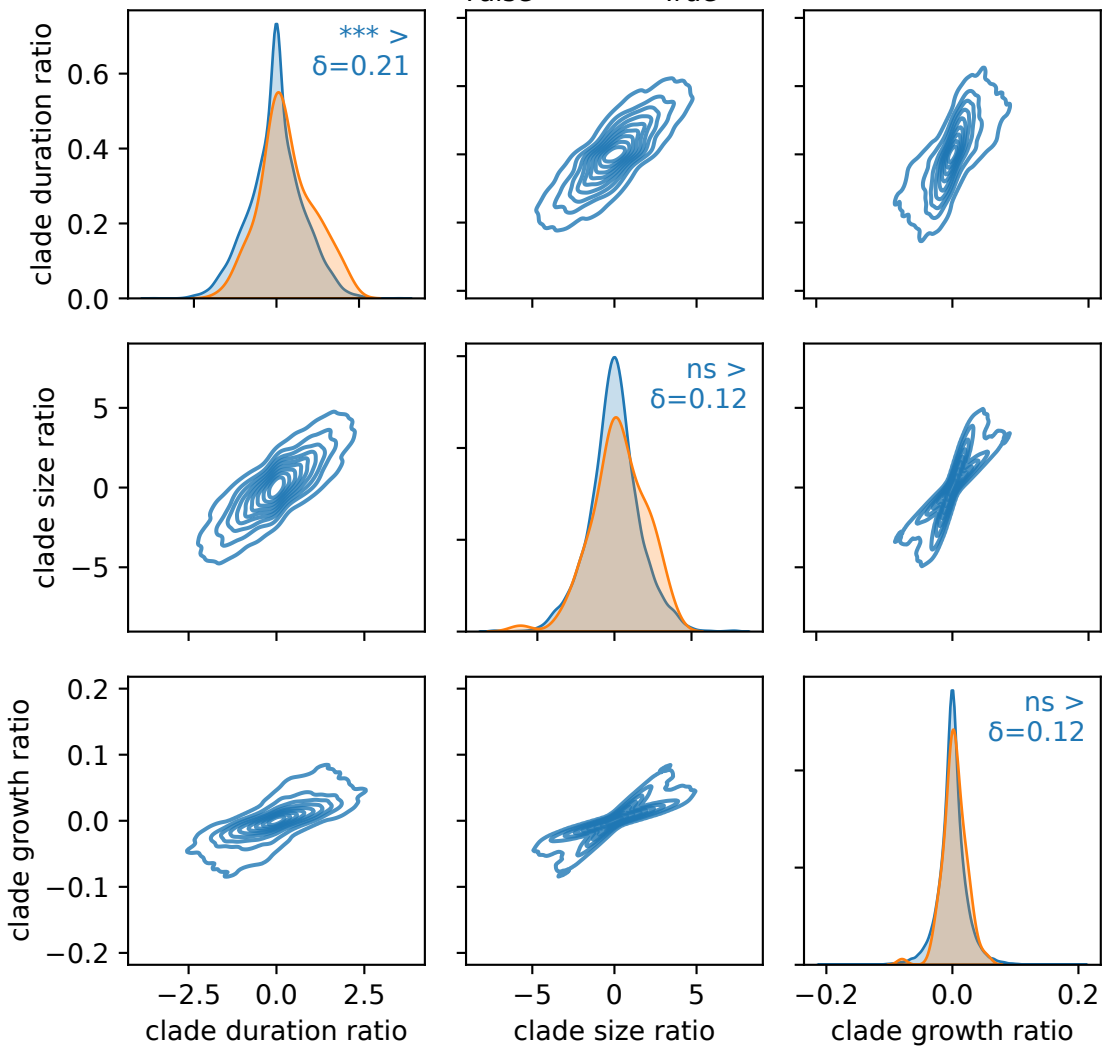 clade duration ratio
0.6
0.4
0.2
0.0
*** >
δ=0.21
clade size ratio
5
0
−5
ns >
δ=0.12
clade growth ratio
0.2
0.1
0.0
−0.1
−0.2
ns >
δ=0.12
−2.5
0.0
2.5
−5
0
5
−0.2
0.0
0.2
clade duration ratio
clade size ratio
clade growth ratio